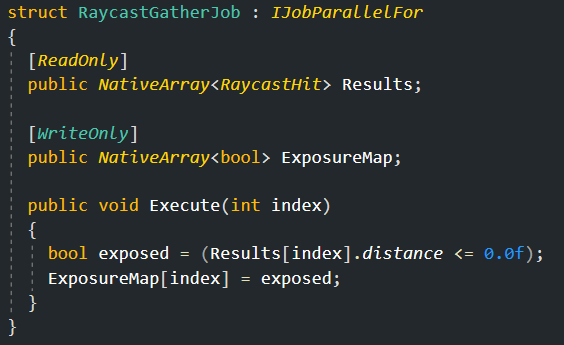 struct RaycastGatherJob : IJobParallelFor
{
  [ReadOnly]
  public NativeArray<RaycastHit> Results;

  [WriteOnly]
  public NativeArray<bool> ExposureMap;

  public void Execute(int index)
  {
    bool exposed = (Results[index].distance <= 0.0f);
    ExposureMap[index] = exposed;
  }
}